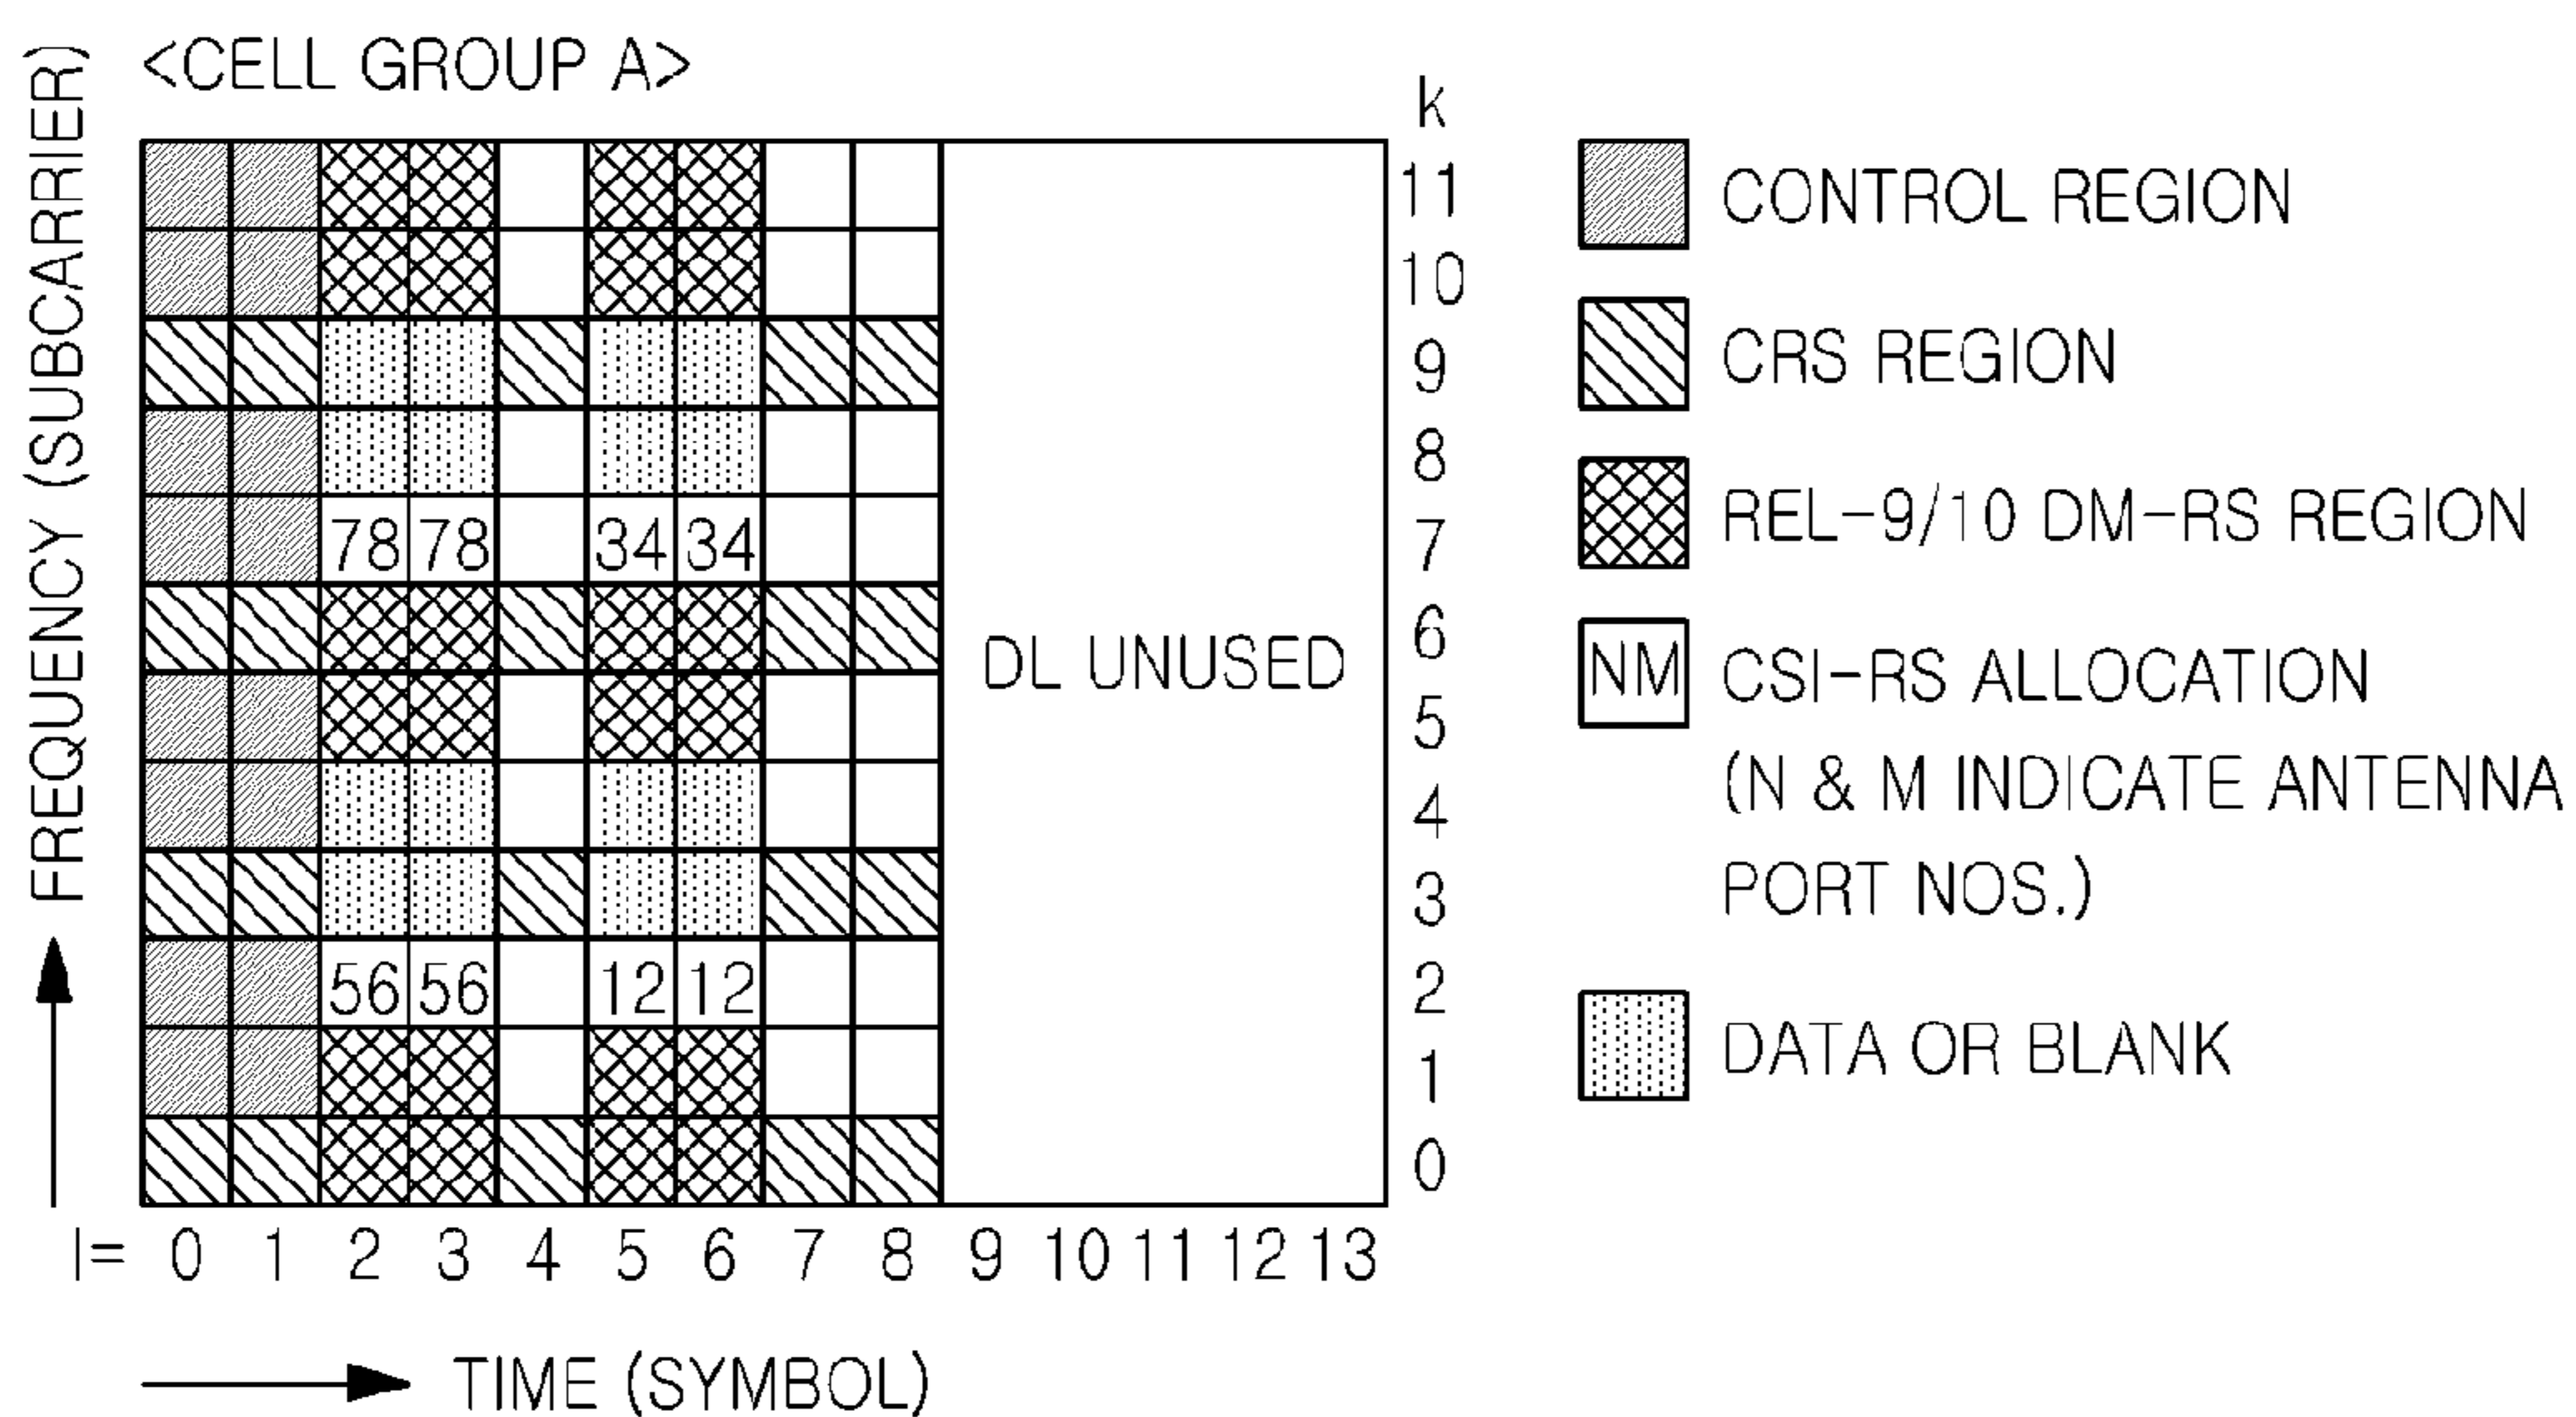 <CELL GROUP A>
FREQUENCY (SUBCARRIER)
k
11
10
9
8
78 78 34 34 7
6
DL UNUSED
5
4
3
56 56 12 12 2
1
0
l= 0 1 2 3 4 5 6 7 8 9 10 11 12 13
TIME (SYMBOL)
CONTROL REGION
CRS REGION
REL-9/10 DM-RS REGION
NM CSI-RS ALLOCATION
(N & M INDICATE ANTENNA
PORT NOS.)
DATA OR BLANK